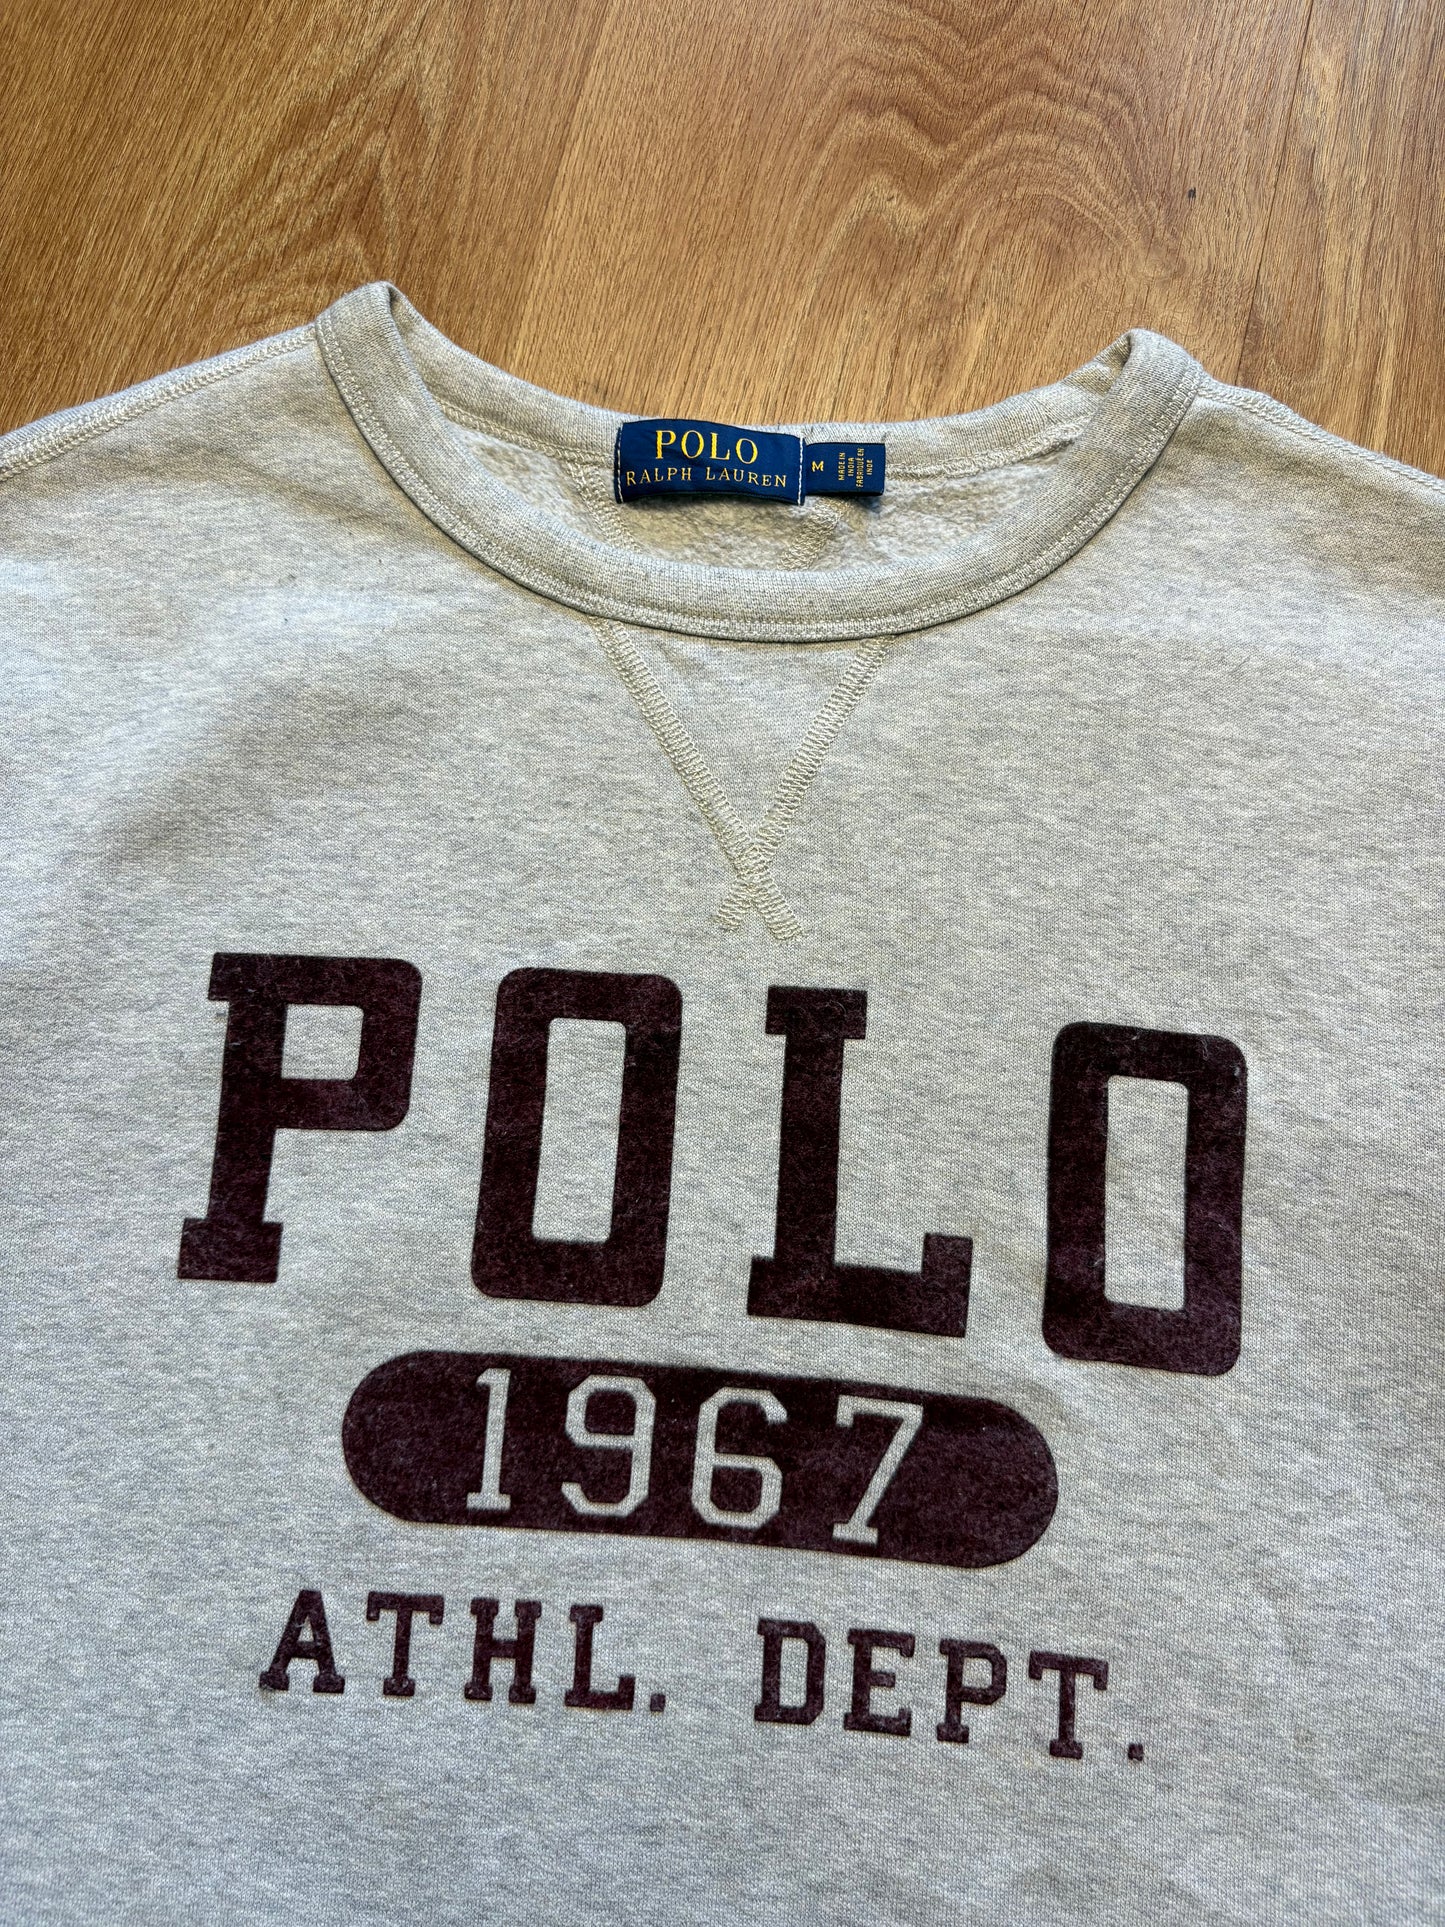 POLO
RALPH LAUREN
M
MADE IN
INDIA
FABRIQUÉ EN
INDE
POLO
1967
ATHL. DEPT.